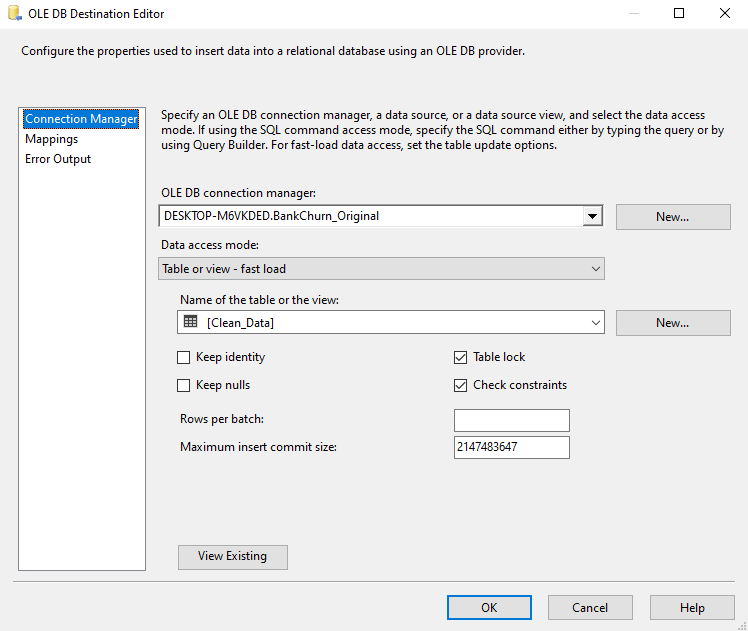 OLE DB Destination Editor
Configure the properties used to insert data into a relational database using an OLE DB provider.
Connection Manager
Mappings
Error Output
Specify an OLE DB connection manager, a data source, or a data source view, and select the data access
mode. If using the SQL command access mode, specify the SQL command either by typing the query or by
using Query Builder. For fast-load data access, set the table update options.
OLE DB connection manager:
DESKTOP-M6VKDED.BankChurn_Original
New...
Data access mode:
Table or view - fast load
Name of the table or the view:
[Clean_Data]
New...
Keep identity
Table lock
Keep nulls
Check constraints
Rows per batch:
Maximum insert commit size:
2147483647
View Existing
OK
Cancel
Help